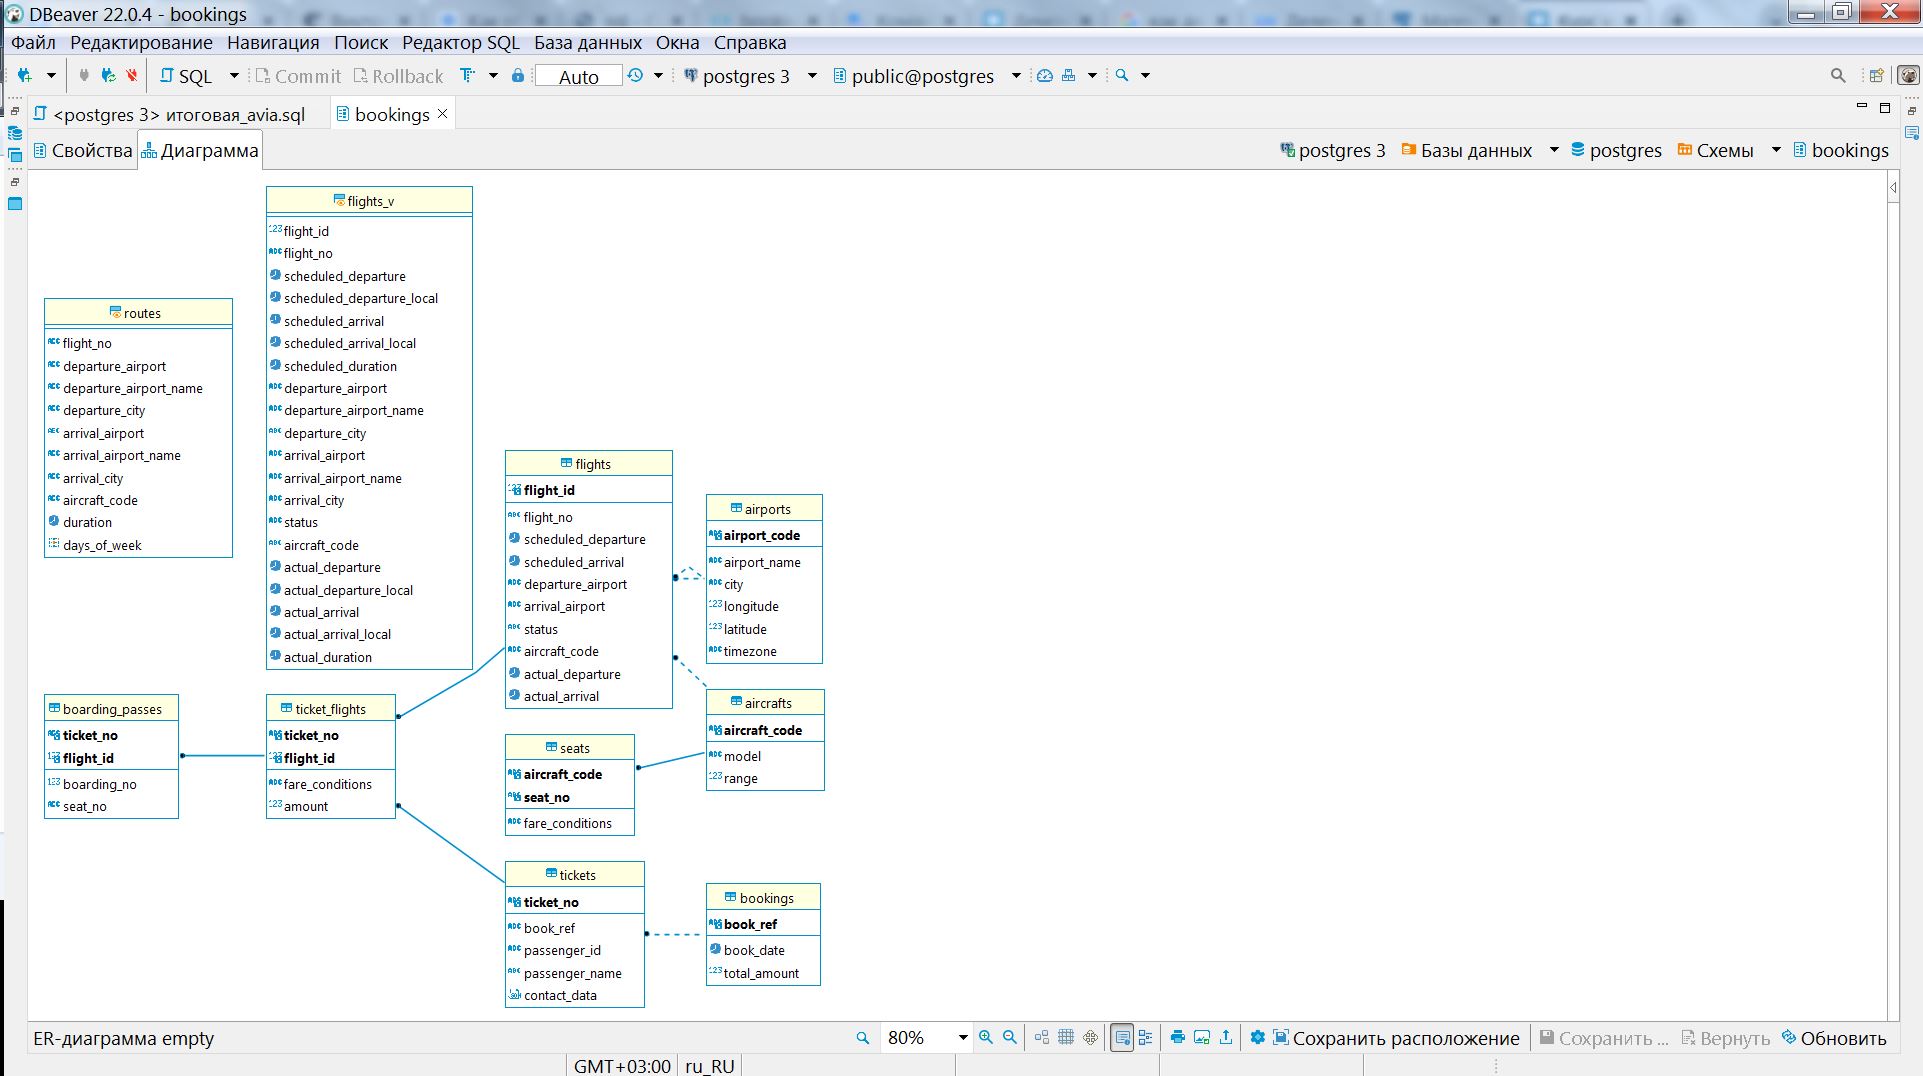 DBeaver 22.0.4 - bookings
Файл Редактирование Навигация Поиск Редактор SQL База данных Окна Справка
SQL Commit Rollback Auto postgres 3 public@postgres
<postgres 3> итоговая_avia.sql bookings
Свойства Диаграмма postgres 3 Базы данных postgres Схемы bookings
routes
flight_no
departure_airport
departure_airport_name
departure_city
arrival_airport
arrival_airport_name
arrival_city
aircraft_code
duration
days_of_week
flights_v
flight_id
flight_no
scheduled_departure
scheduled_departure_local
scheduled_arrival
scheduled_arrival_local
scheduled_duration
departure_airport
departure_airport_name
departure_city
arrival_airport
arrival_airport_name
arrival_city
status
aircraft_code
actual_departure
actual_departure_local
actual_arrival
actual_arrival_local
actual_duration
flights
flight_id
flight_no
scheduled_departure
scheduled_arrival
departure_airport
arrival_airport
status
aircraft_code
actual_departure
actual_arrival
airports
airport_code
airport_name
city
longitude
latitude
timezone
boarding_passes
ticket_no
flight_id
boarding_no
seat_no
ticket_flights
ticket_no
flight_id
fare_conditions
amount
seats
aircraft_code
seat_no
fare_conditions
aircrafts
aircraft_code
model
range
tickets
ticket_no
book_ref
passenger_id
passenger_name
contact_data
bookings
book_ref
book_date
total_amount
ER-диаграмма empty 80% Сохранить расположение Сохранить ... Вернуть Обновить
GMT+03:00 ru_RU